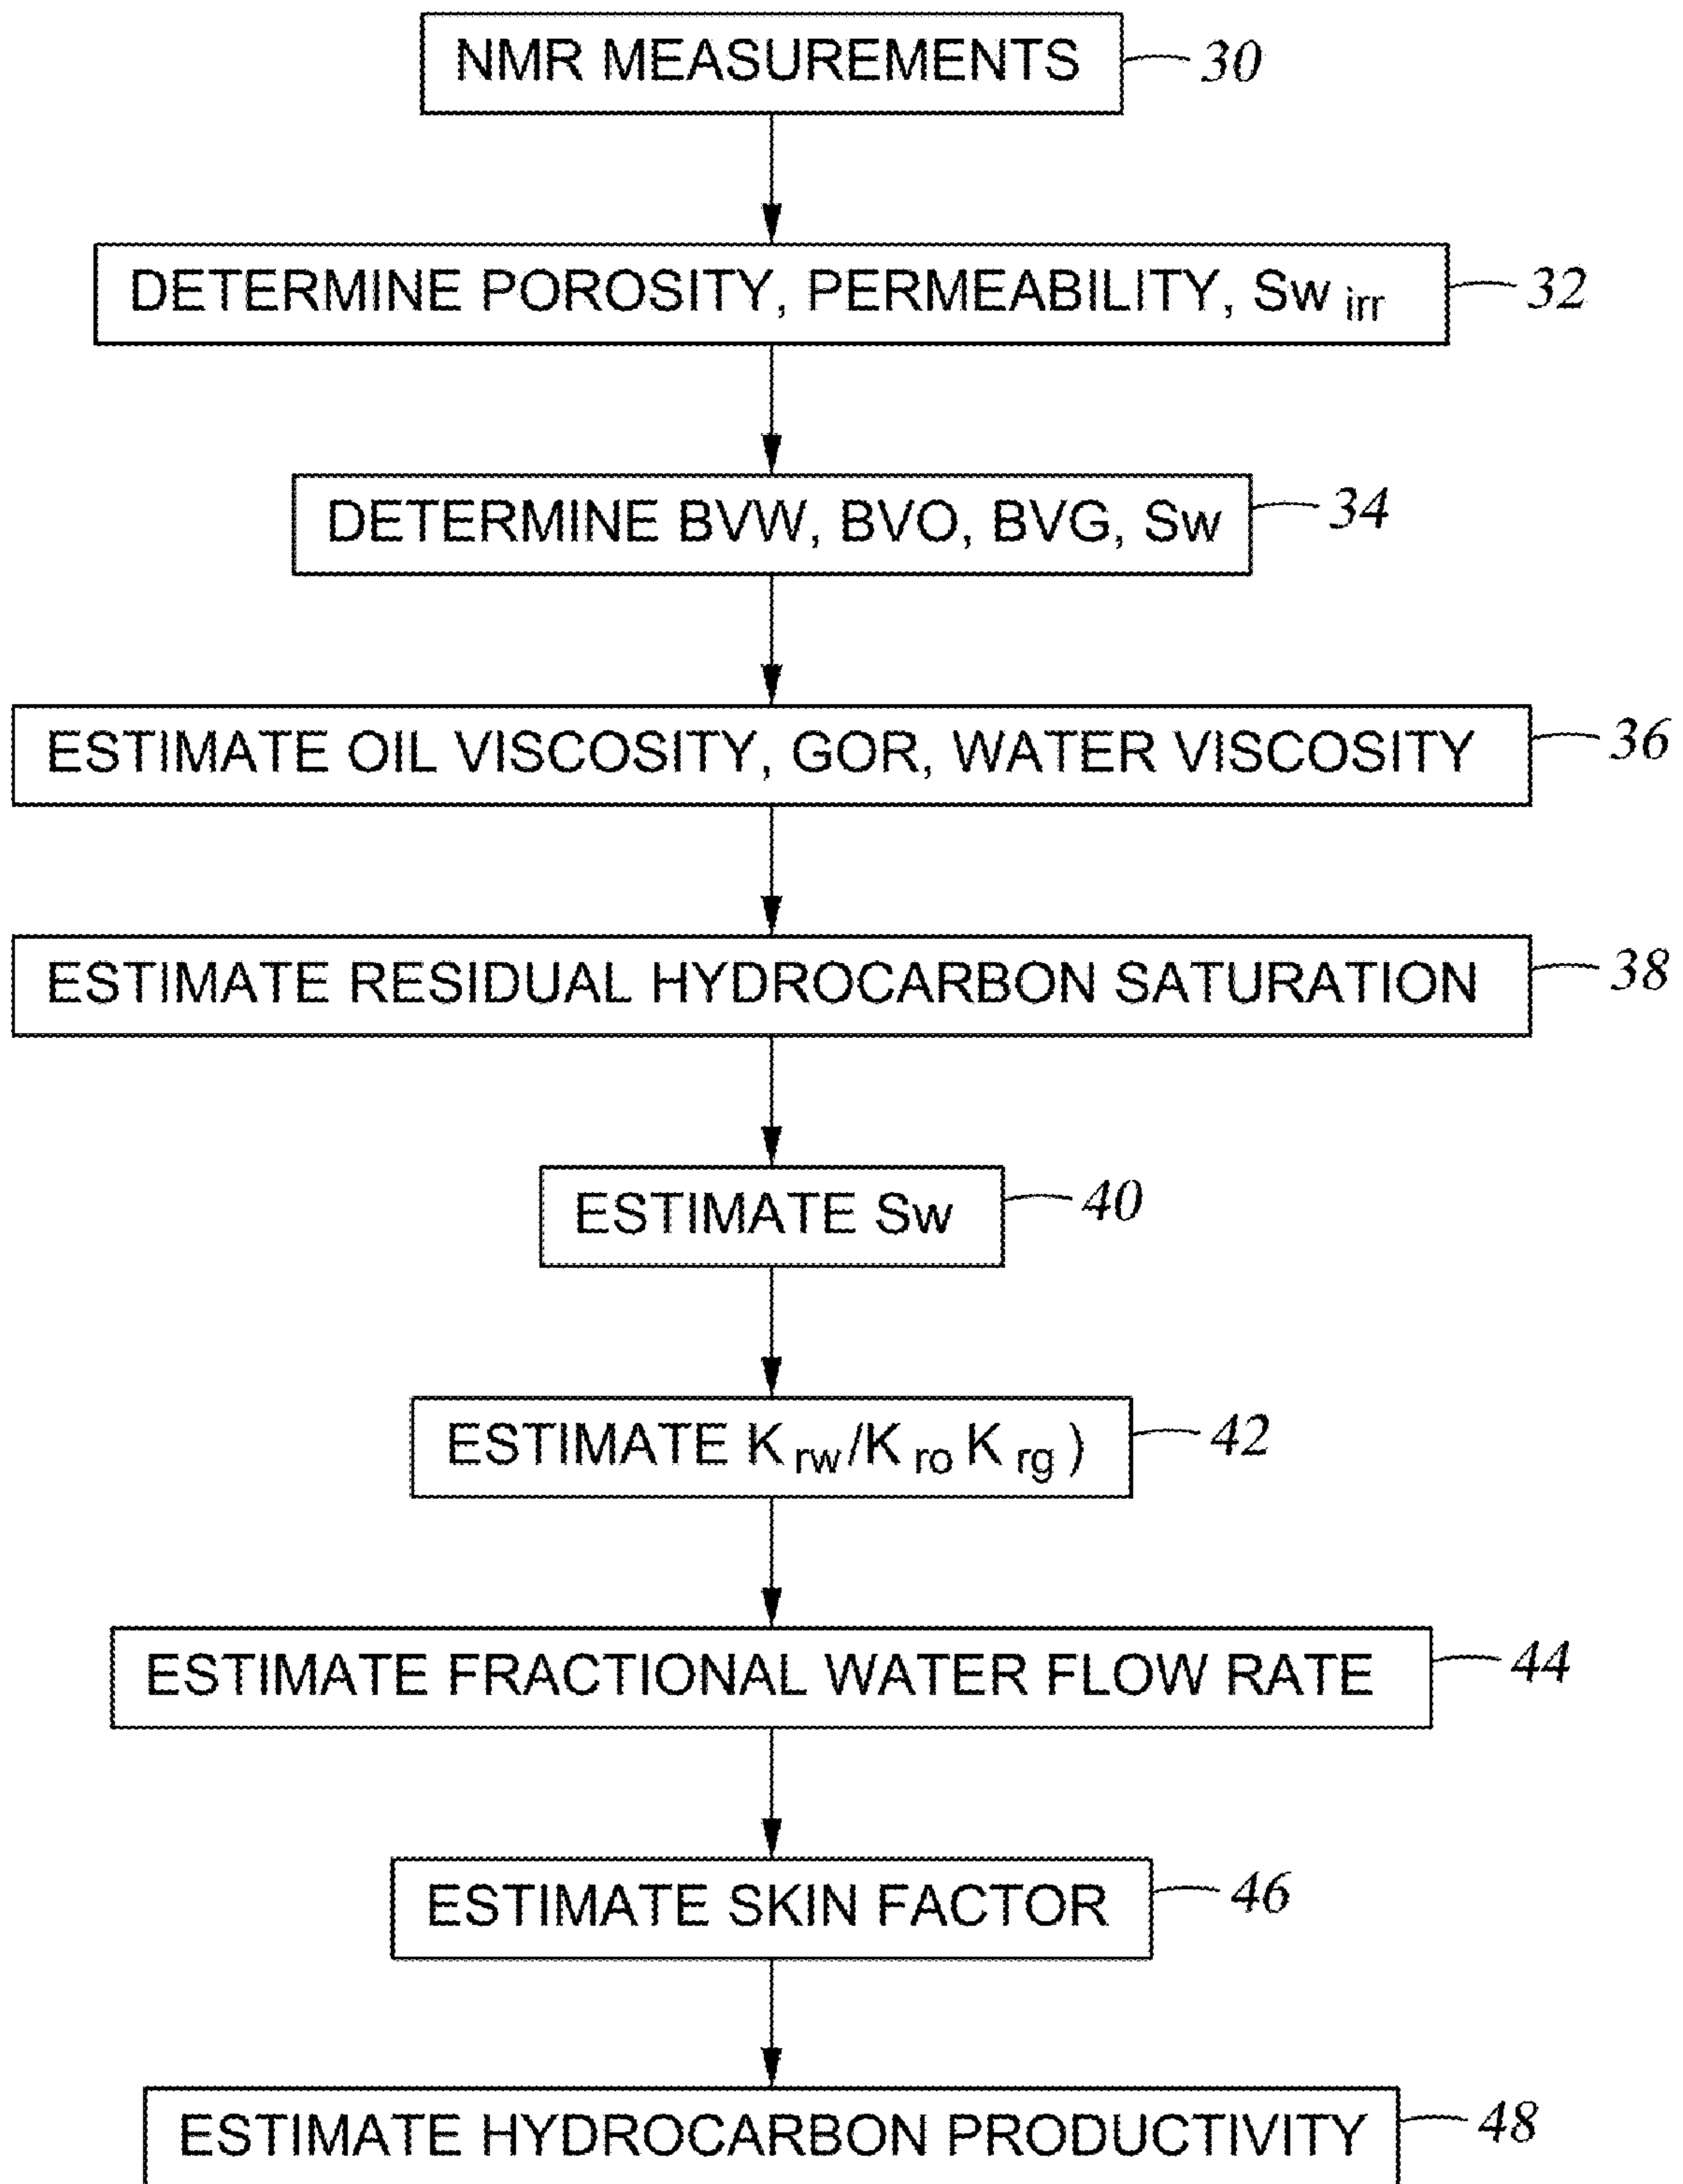 NMR MEASUREMENTS 30
DETERMINE POROSITY, PERMEABILITY, Sw irr 32
DETERMINE BVW, BVO, BVG, Sw 34
ESTIMATE OIL VISCOSITY, GOR, WATER VISCOSITY 36
ESTIMATE RESIDUAL HYDROCARBON SATURATION 38
ESTIMATE Sw 40
ESTIMATE K rw /K ro K rg ) 42
ESTIMATE FRACTIONAL WATER FLOW RATE 44
ESTIMATE SKIN FACTOR 46
ESTIMATE HYDROCARBON PRODUCTIVITY 48